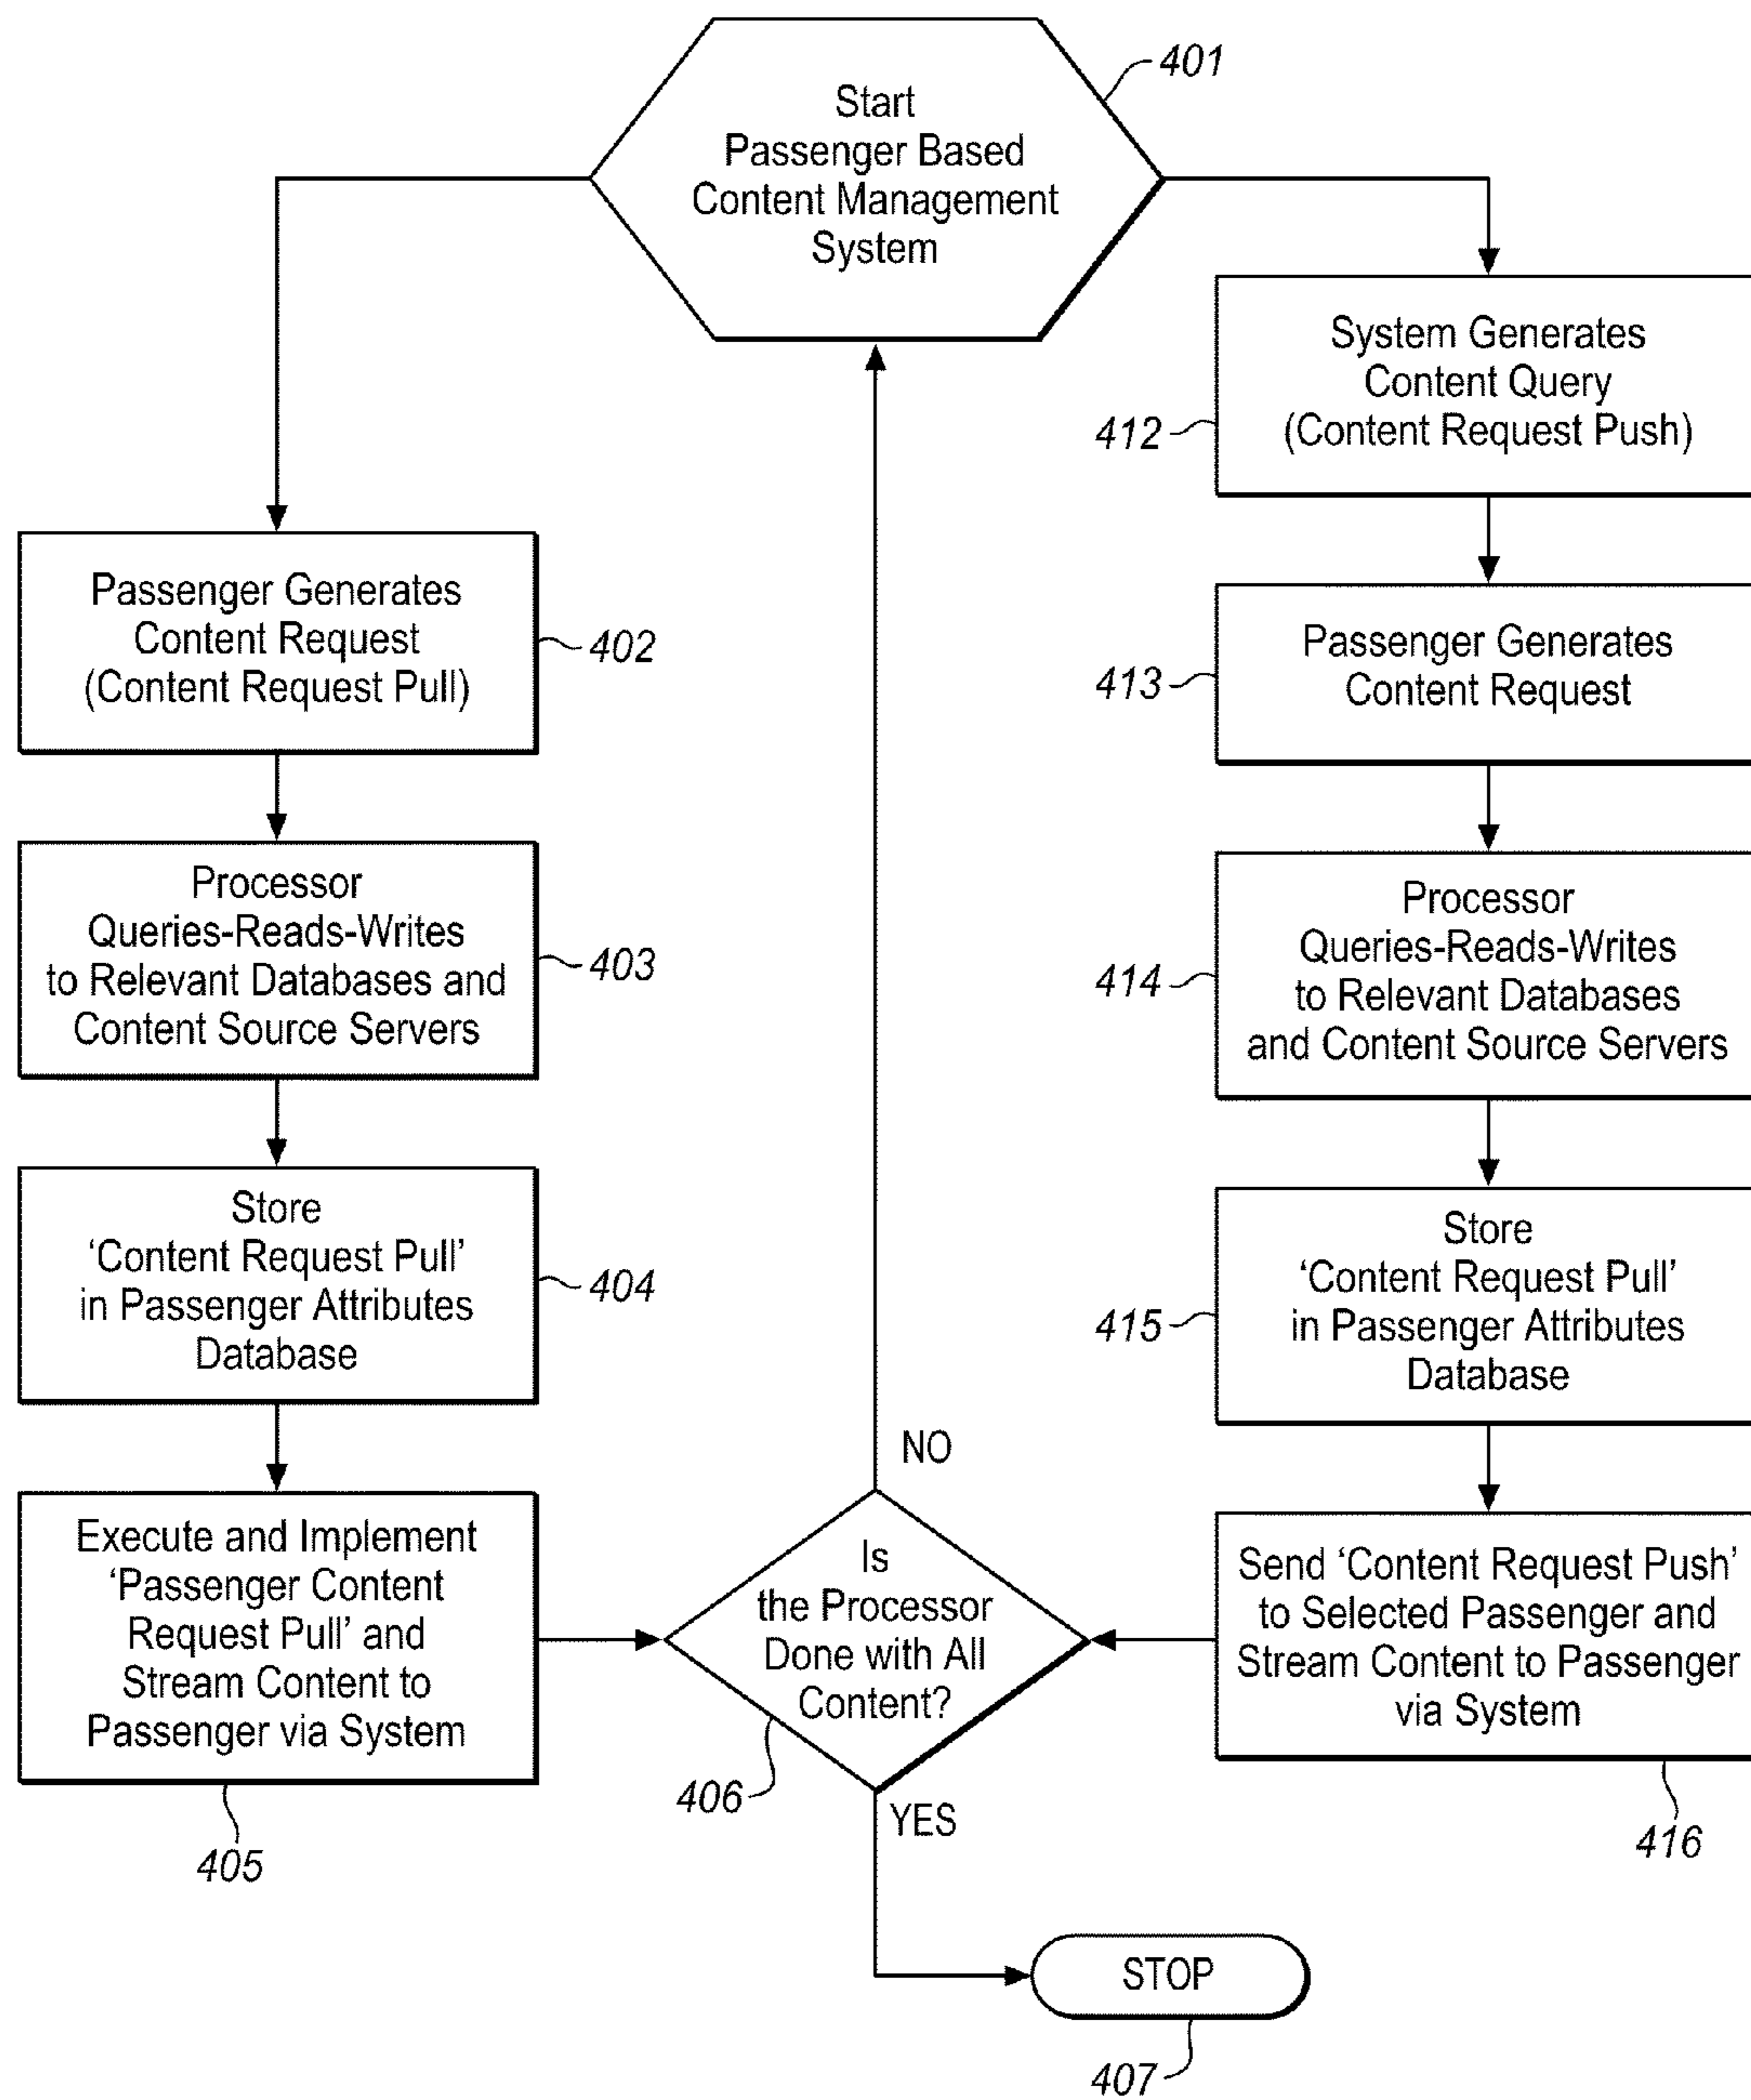 Start
Passenger Based
Content Management
System
401
Passenger Generates
Content Request
(Content Request Pull)
402
Processor
Queries-Reads-Writes
to Relevant Databases and
Content Source Servers
403
Store
‘Content Request Pull’
in Passenger Attributes
Database
404
Execute and Implement
‘Passenger Content
Request Pull’ and
Stream Content to
Passenger via System
405
System Generates
Content Query
(Content Request Push)
412
Passenger Generates
Content Request
413
Processor
Queries-Reads-Writes
to Relevant Databases
and Content Source Servers
414
Store
‘Content Request Pull’
in Passenger Attributes
Database
415
Send ‘Content Request Push’
to Selected Passenger and
Stream Content to Passenger
via System
416
NO
Is
the Processor
Done with All
Content?
406
YES
STOP
407